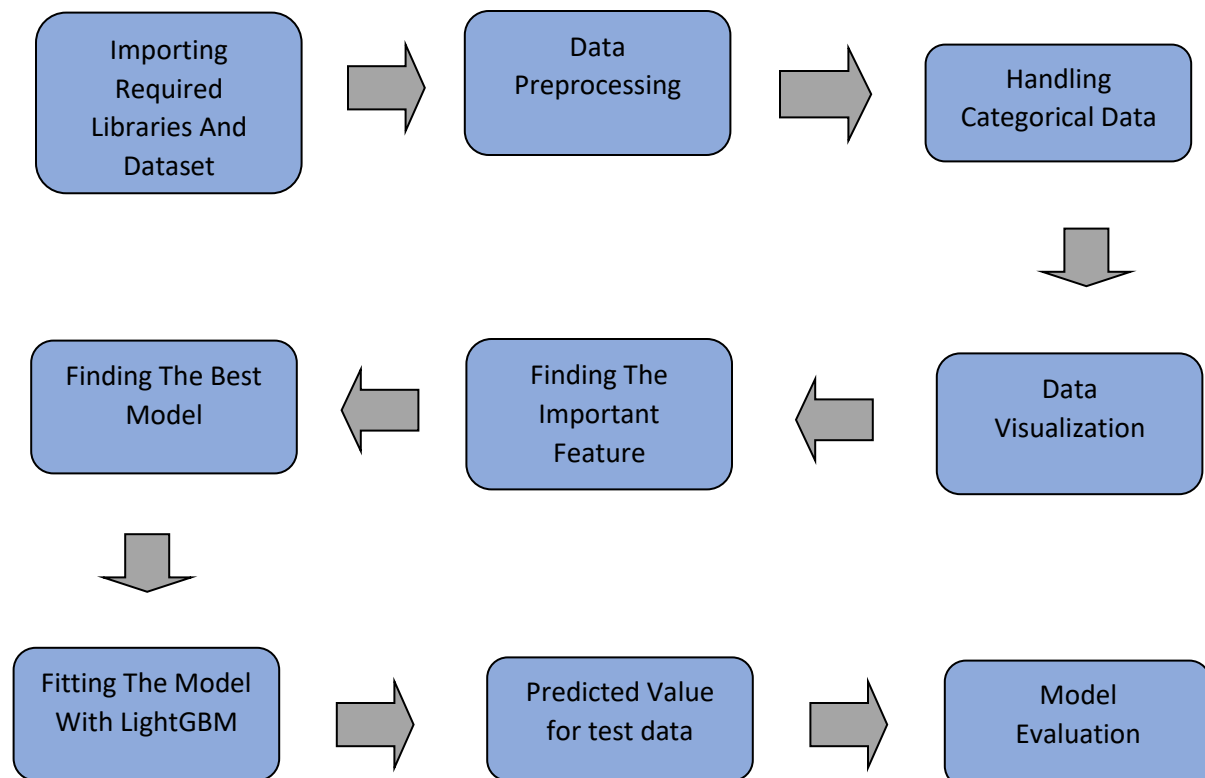 Importing
Required
Libraries And
Dataset
Data
Preprocessing
Handling
Categorical Data
Data
Visualization
Finding The
Important
Feature
Finding The Best
Model
Fitting The Model
With LightGBM
Predicted Value
for test data
Model
Evaluation